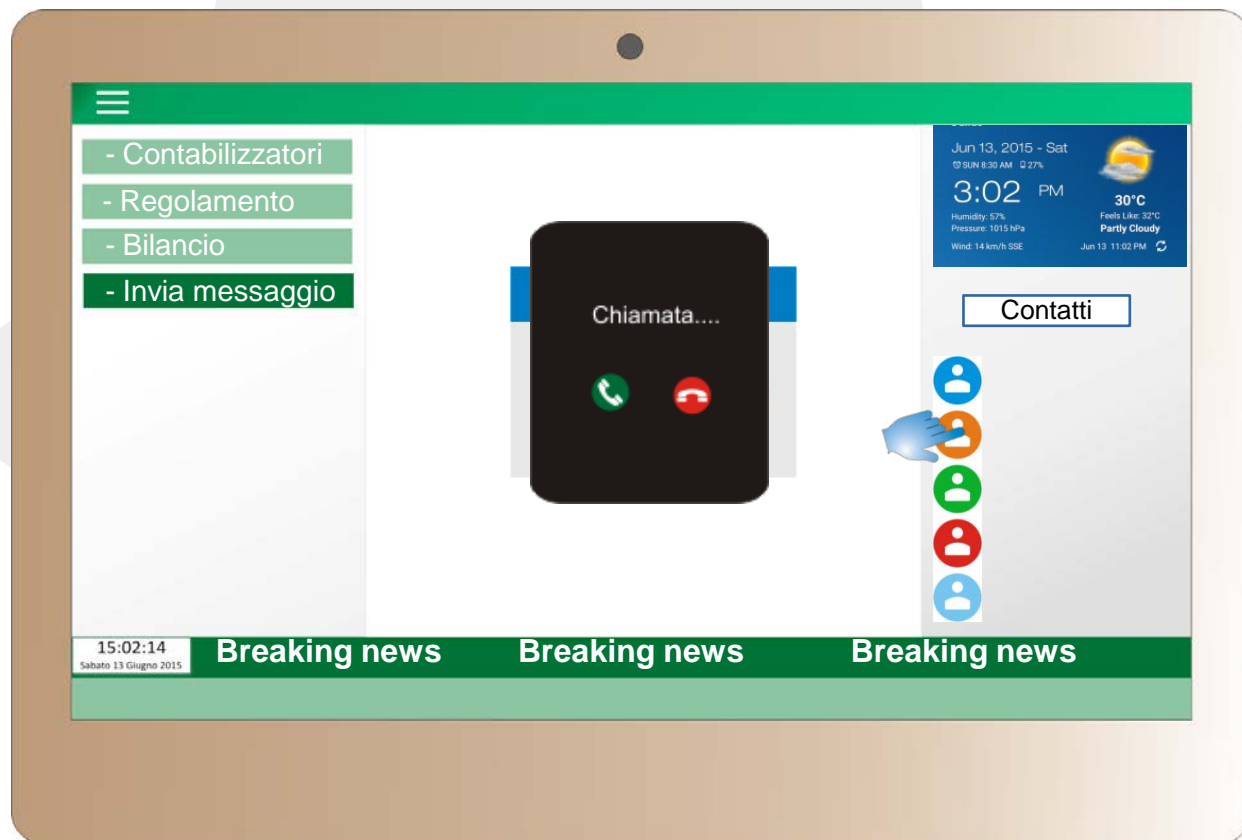 - Contabilizzatori
- Regolamento
- Bilancio
- Invia messaggio
Chiamata....
Jun 13, 2015 - Sat
SUN 8:30 AM 27%
3:02 PM
30°C
Humidity: 57%
Feels Like: 32°C
Pressure: 1015 hPa
Partly Cloudy
Wind: 14 km/h SSE
Jun 13 11:02 PM
Contatti
15:02:14
Sabato 13 Giugno 2015
Breaking news Breaking news Breaking news